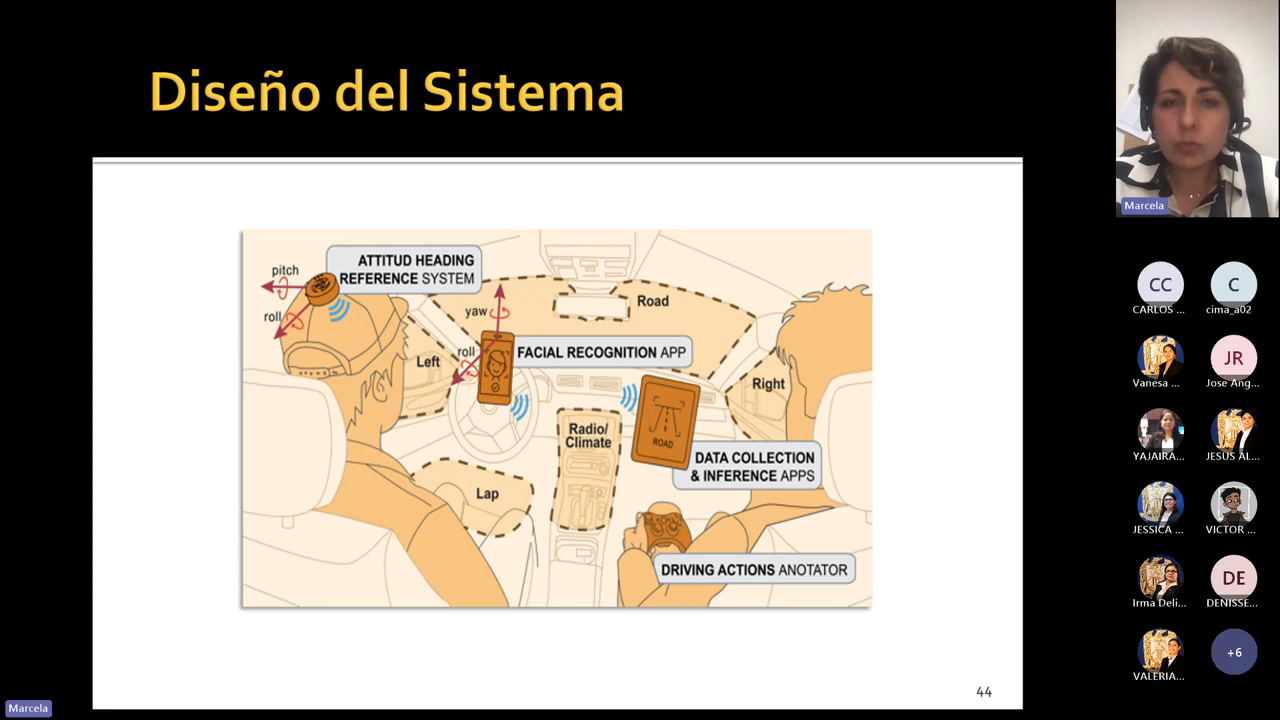 Diseño del Sistema
ATTITUD HEADING
REFERENCE SYSTEM
pitch
roll
yaw
roll
Road
Left
FACIAL RECOGNITION APP
Right
Radio/
Climate
ROAD
DATA COLLECTION
& INFERENCE APPS
Lap
DRIVING ACTIONS ANOTATOR
44
Marcela
Marcela
CC
CARLOS ...
C
cima_a02
Vanesa ...
JR
Jose Ang...
YAJAIRA...
JESUS AL...
JESSICA ...
VICTOR ...
Irma Deli...
DE
DENISSE...
VALERIA...
+6